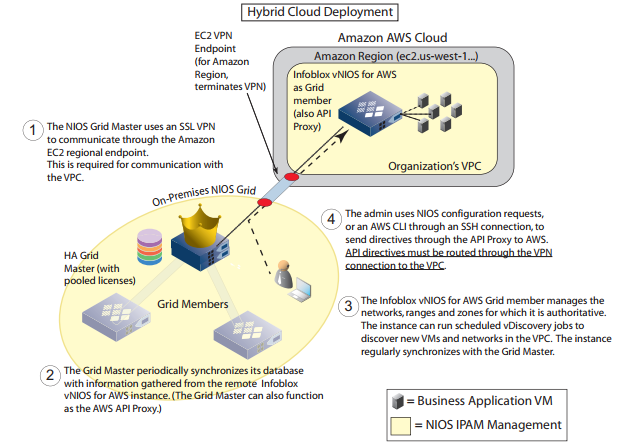 Hybrid Cloud Deployment
EC2 VPN
Endpoint
(for Amazon
Region,
terminates VPN)
Amazon AWS Cloud
Amazon Region (ec2.us-west-1...)
Infoblox vNIOS for AWS
as Grid
member
(also API
Proxy)
Organization's VPC
1
The NIOS Grid Master uses an SSL VPN
to communicate through the Amazon
EC2 regional endpoint.
This is required for communication with
the VPC.
On-Premises NIOS Grid
HA Grid
Master (with
pooled licenses)
Grid Members
4
The admin uses NIOS configuration requests,
or an AWS CLI through an SSH connection, to
send directives through the API Proxy to AWS.
API directives must be routed through the VPN
connection to the VPC.
3
The Infoblox vNIOS for AWS Grid member manages the
networks, ranges and zones for which it is authoritative.
The instance can run scheduled vDiscovery jobs to
discover new VMs and networks in the VPC. The instance
regularly synchronizes with the Grid Master.
2
The Grid Master periodically synchronizes its database
with information gathered from the remote Infoblox
vNIOS for AWS instance. (The Grid Master can also function
as the AWS API Proxy.)
= Business Application VM
= NIOS IPAM Management